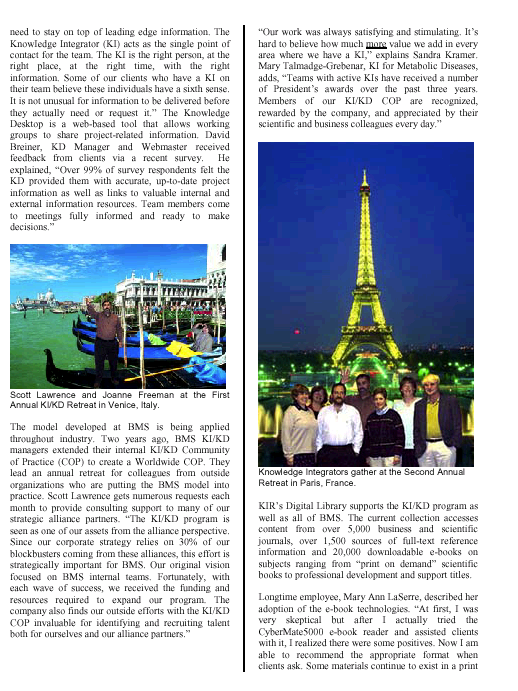 need to stay on top of leading edge information. The
Knowledge Integrator (KI) acts as the single point of
contact for the team. The KI is the right person, at the
right place, at the right time, with the right
information. Some of our clients who have a KI on
their team believe these individuals have a sixth sense.
It is not unusual for information to be delivered before
they actually need or request it.” The Knowledge
Desktop is a web-based tool that allows working
groups to share project-related information. David
Breiner, KD Manager and Webmaster received
feedback from clients via a recent survey. He
explained, “Over 99% of survey respondents felt the
KD provided them with accurate, up-to-date project
information as well as links to valuable internal and
external information resources. Team members come
to meetings fully informed and ready to make
decisions.”
Scott Lawrence and Joanne Freeman at the First
Annual KI/KD Retreat in Venice, Italy.
The model developed at BMS is being applied
throughout industry. Two years ago, BMS KI/KD
managers extended their internal KI/KD Community
of Practice (COP) to create a Worldwide COP. They
lead an annual retreat for colleagues from outside
organizations who are putting the BMS model into
practice. Scott Lawrence gets numerous requests each
month to provide consulting support to many of our
strategic alliance partners. “The KI/KD program is
seen as one of our assets from the alliance perspective.
Since our corporate strategy relies on 30% of our
blockbusters coming from these alliances, this effort is
strategically important for BMS. Our original vision
focused on BMS internal teams. Fortunately, with
each wave of success, we received the funding and
resources required to expand our program. The
company also finds our outside efforts with the KI/KD
COP invaluable for identifying and recruiting talent
both for ourselves and our alliance partners.”
“Our work was always satisfying and stimulating. It’s
hard to believe how much more value we add in every
area where we have a KI,” explains Sandra Kramer.
Mary Talmadge-Grebenar, KI for Metabolic Diseases,
adds, “Teams with active KIs have received a number
of President’s awards over the past three years.
Members of our KI/KD COP are recognized,
rewarded by the company, and appreciated by their
scientific and business colleagues every day.”
Knowledge Integrators gather at the Second Annual
Retreat in Paris, France.
KIR’s Digital Library supports the KI/KD program as
well as all of BMS. The current collection accesses
content from over 5,000 business and scientific
journals, over 1,500 sources of full-text reference
information and 20,000 downloadable e-books on
subjects ranging from “print on demand” scientific
books to professional development and support titles.
Longtime employee, Mary Ann LaSerre, described her
adoption of the e-book technologies. “At first, I was
very skeptical but after I actually tried the
CyberMate5000 e-book reader and assisted clients
with it, I realized there were some positives. Now I am
able to recommend the appropriate format when
clients ask. Some materials continue to exist in a print